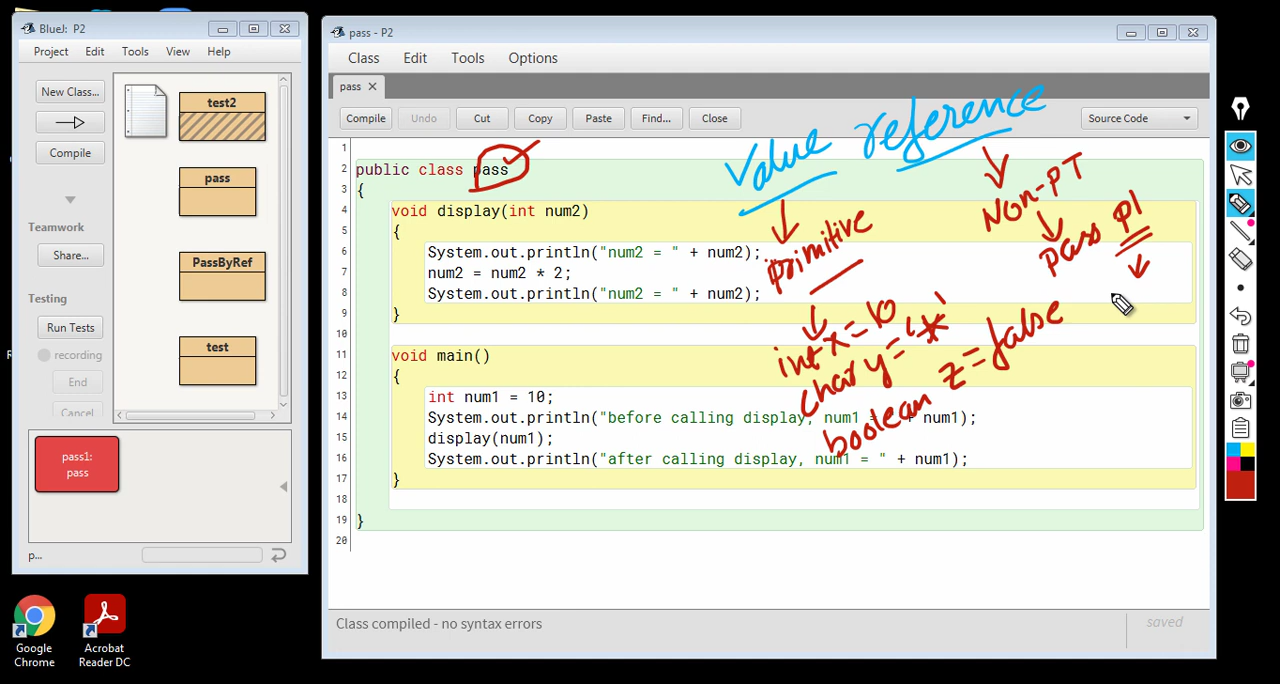 BlueJ: P2
Project Edit Tools View Help
New Class...
Compile
Teamwork
Share...
Testing
Run Tests
recording
End
Cancel
test2
pass
PassByRef
test
pass1:
pass
p...
Google
Chrome
Acrobat
Reader DC
pass - P2
Class Edit Tools Options
pass
Compile Undo Cut Copy Paste Find... Close Source Code
1
2 public class pass
3 {
4 void display(int num2)
5 {
6 System.out.println("num2 = " + num2);
7 num2 = num2 * 2;
8 System.out.println("num2 = " + num2);
9 }
10
11 void main()
12 {
13 int num1 = 10;
14 System.out.println("before calling display, num1 = " + num1);
15 display(num1);
16 System.out.println("after calling display, num1 = " + num1);
17 }
18
19 }
20
Value reference
primitive
int x=10
char y='*'
boolean z=false
Non-PT
pass P1
Class compiled - no syntax errors
saved